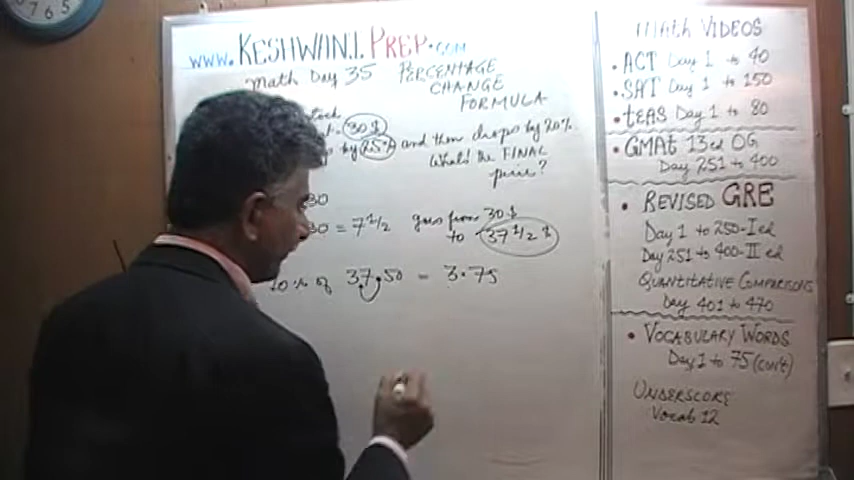 www.KESHWANI PREP.COM
Math Day 35 PERCENTAGE
CHANGE
FORMULA
30$
by 25% and then drops by 20%.
What's the FINAL
price?
30
30 = 7 1/2 goes from 30$
to 37 1/2 $
10% of 37.50 = 3.75
Math VIDEOS
• ACT Day 1 to 40
• SAT Day 1 to 150
• TEAS Day 1 to 80
• GMAT 13 ed OG
Day 251 to 400
• REVISED GRE
Day 1 to 250-I ed
Day 251 to 400-II ed
QUANTITATIVE COMPARISONS
Day 401 to 470
• VOCABULARY WORDS
Day 1 to 75 (con't)
UNDERSCORE
Vocab 12
7 6 5